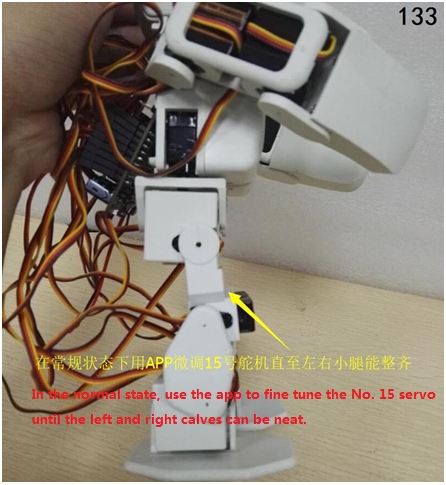 133
在常规状态下用APP微调15号舵机直至左右小腿能整齐
In the normal state, use the app to fine tune the No. 15 servo
until the left and right calves can be neat.